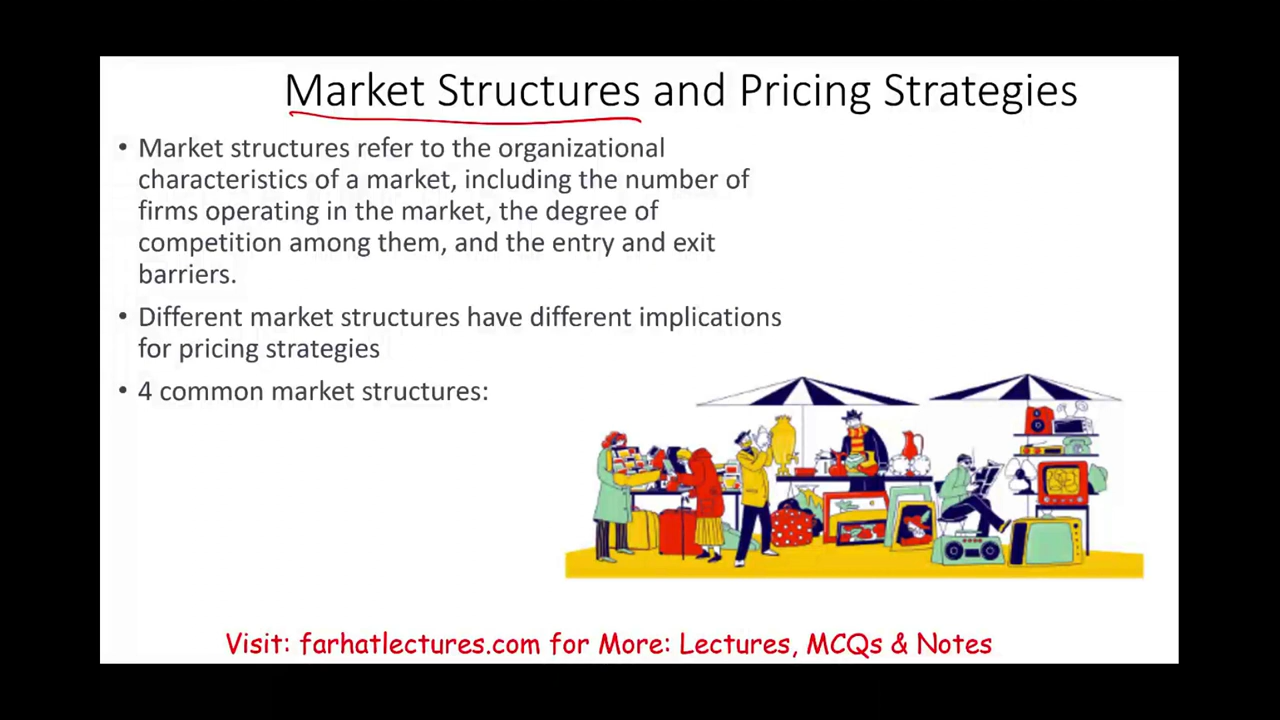 Market Structures and Pricing Strategies
• Market structures refer to the organizational
characteristics of a market, including the number of
firms operating in the market, the degree of
competition among them, and the entry and exit
barriers.
• Different market structures have different implications
for pricing strategies
• 4 common market structures:
Visit: farhatlectures.com for More: Lectures, MCQs & Notes